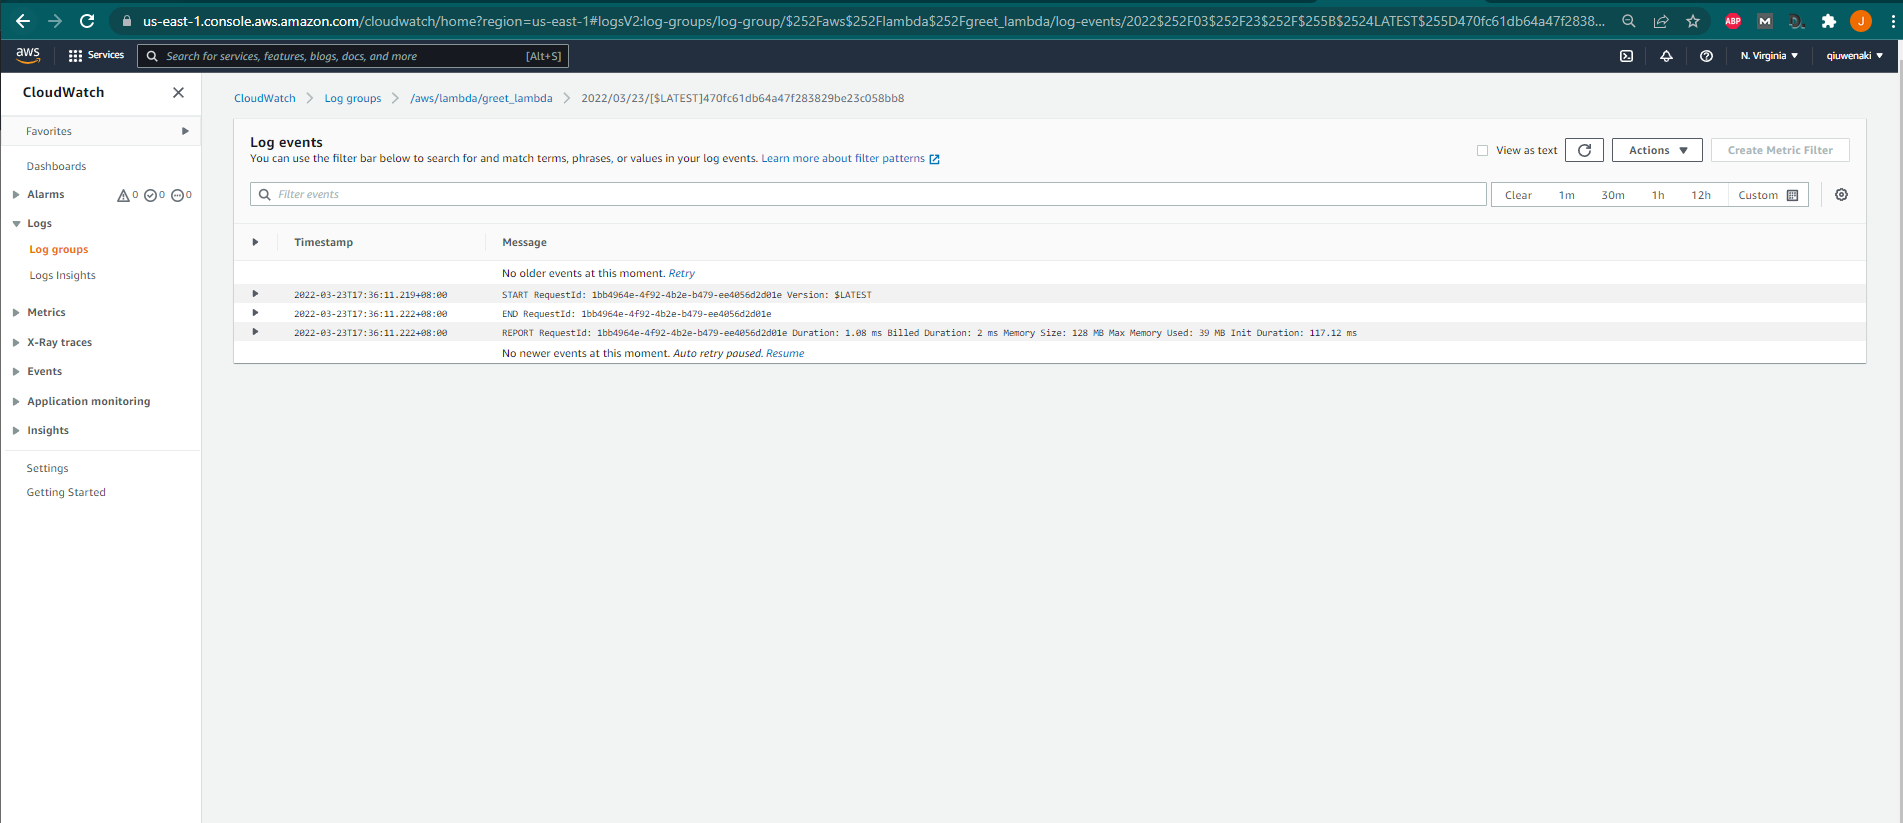 us-east-1.console.aws.amazon.com/cloudwatch/home?region=us-east-1#logsV2:log-groups/log-group/$252Faws$252Flambda$252Fgreet_lambda/log-events/2022$252F03$252F23$252F$255B$2524LATEST$255D470fc61db64a47f2838...
ABP M D J
aws Services Search for services, features, blogs, docs, and more [Alt+S] N. Virginia qiuwenaki
CloudWatch
Favorites
Dashboards
Alarms 0 0 0
Logs
Log groups
Logs Insights
Metrics
X-Ray traces
Events
Application monitoring
Insights
Settings
Getting Started
CloudWatch > Log groups > /aws/lambda/greet_lambda > 2022/03/23/[$LATEST]470fc61db64a47f283829be23c058bb8
Log events
You can use the filter bar below to search for and match terms, phrases, or values in your log events. Learn more about filter patterns
View as text Actions Create Metric Filter
Filter events
Clear 1m 30m 1h 12h Custom
Timestamp Message
No older events at this moment. Retry
2022-03-23T17:36:11.219+08:00 START RequestId: 1bb4964e-4f92-4b2e-b479-ee4056d2d01e Version: $LATEST
2022-03-23T17:36:11.222+08:00 END RequestId: 1bb4964e-4f92-4b2e-b479-ee4056d2d01e
2022-03-23T17:36:11.222+08:00 REPORT RequestId: 1bb4964e-4f92-4b2e-b479-ee4056d2d01e Duration: 1.08 ms Billed Duration: 2 ms Memory Size: 128 MB Max Memory Used: 39 MB Init Duration: 117.12 ms
No newer events at this moment. Auto retry paused. Resume